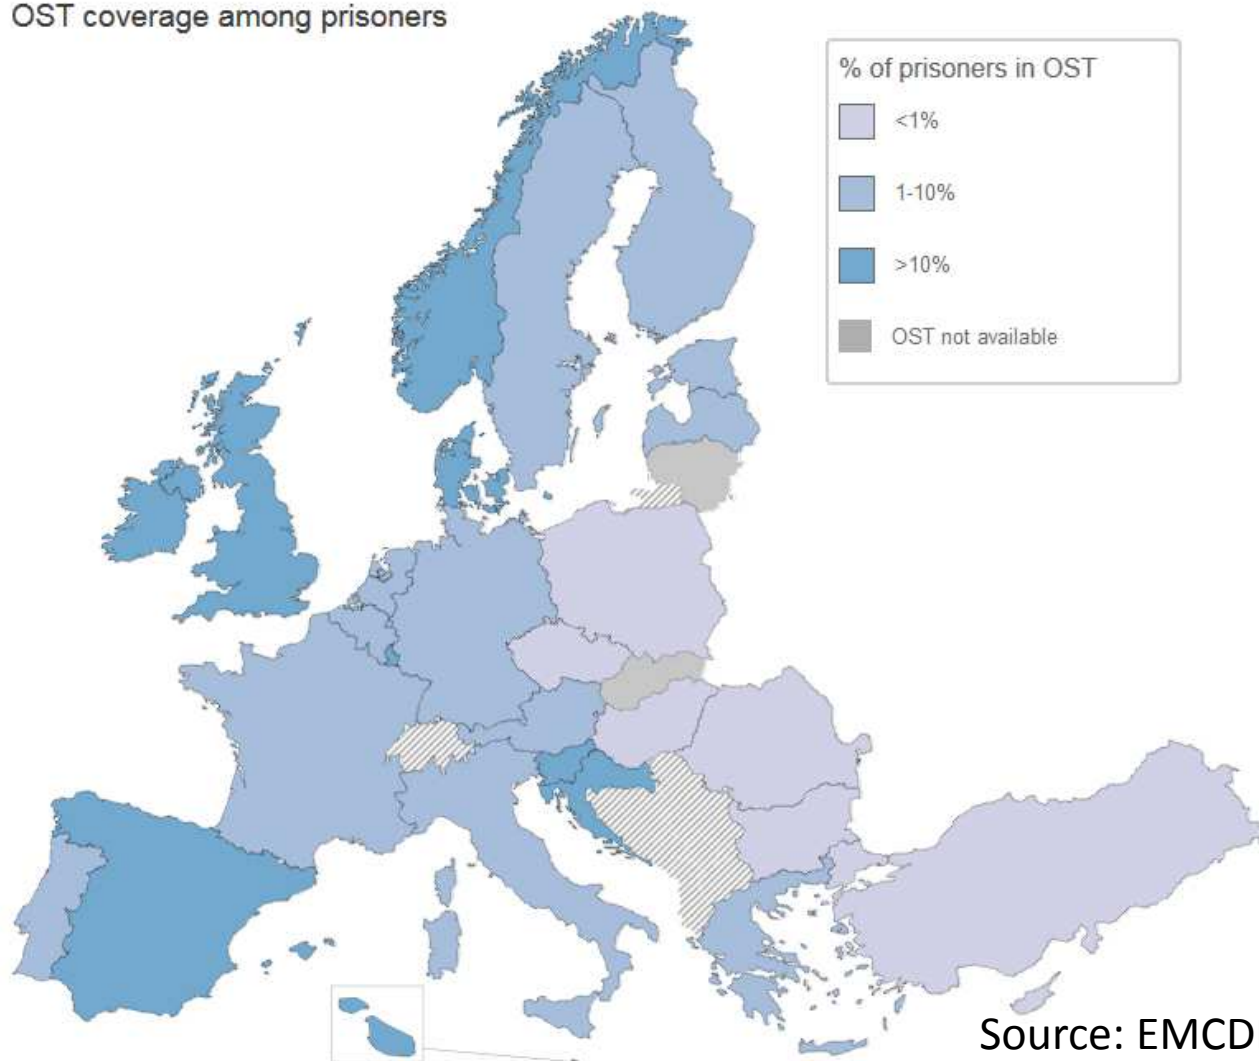 OST coverage among prisoners
% of prisoners in OST
<1%
1-10%
>10%
OST not available
Source: EMCD